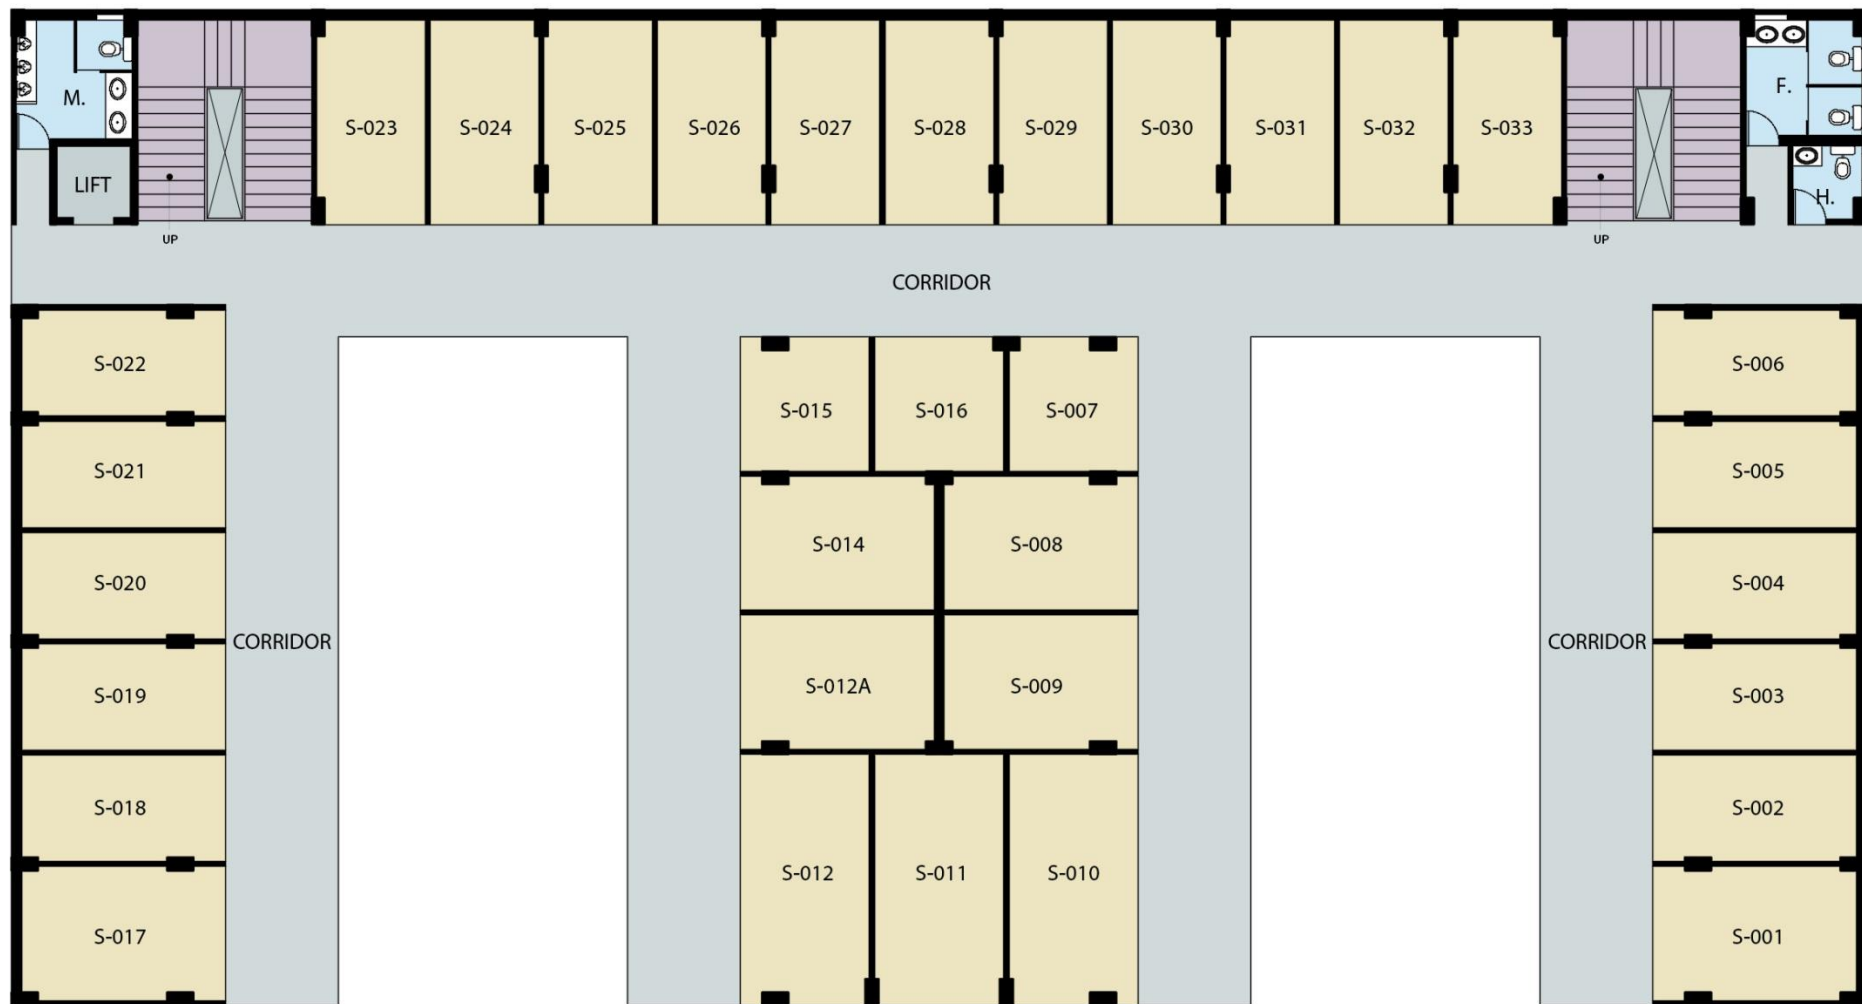 M.
LIFT
UP
S-023
S-024
S-025
S-026
S-027
S-028
S-029
S-030
S-031
S-032
S-033
F.
H.
UP
CORRIDOR
S-022
S-021
S-020
S-019
S-018
S-017
CORRIDOR
S-015
S-016
S-007
S-014
S-008
S-012A
S-009
S-012
S-011
S-010
CORRIDOR
S-006
S-005
S-004
S-003
S-002
S-001